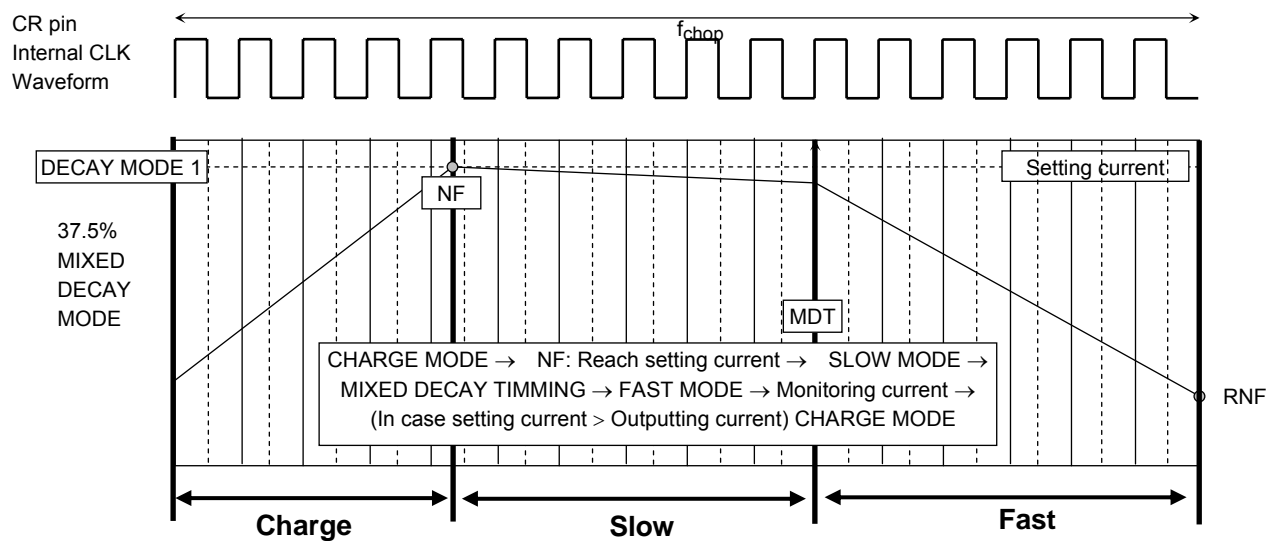 CR pin
Internal CLK
Waveform
fchop
DECAY MODE 1
Setting current
NF
37.5%
MIXED
DECAY
MODE
MDT
CHARGE MODE → NF: Reach setting current → SLOW MODE →
MIXED DECAY TIMMING → FAST MODE → Monitoring current →
(In case setting current > Outputting current) CHARGE MODE
RNF
Charge
Slow
Fast